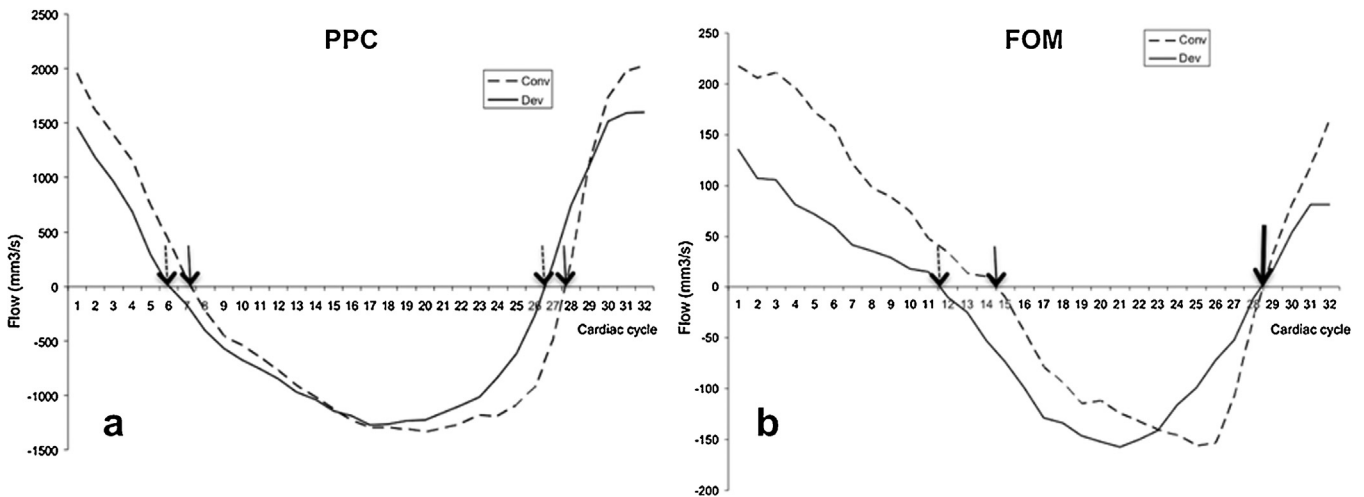 PPC
Conv
Dev
2500
2000
1500
1000
500
0
-500
-1000
-1500
Flow (mm3/s)
1 2 3 4 5 6 7 8 9 10 11 12 13 14 15 16 17 18 19 20 21 22 23 24 25 26 27 28 29 30 31 32
Cardiac cycle
a
FOM
Conv
Dev
250
200
150
100
50
0
-50
-100
-150
-200
Flow (mm3/s)
1 2 3 4 5 6 7 8 9 10 11 12 13 14 15 16 17 18 19 20 21 22 23 24 25 26 27 28 29 30 31 32
Cardiac cycle
b